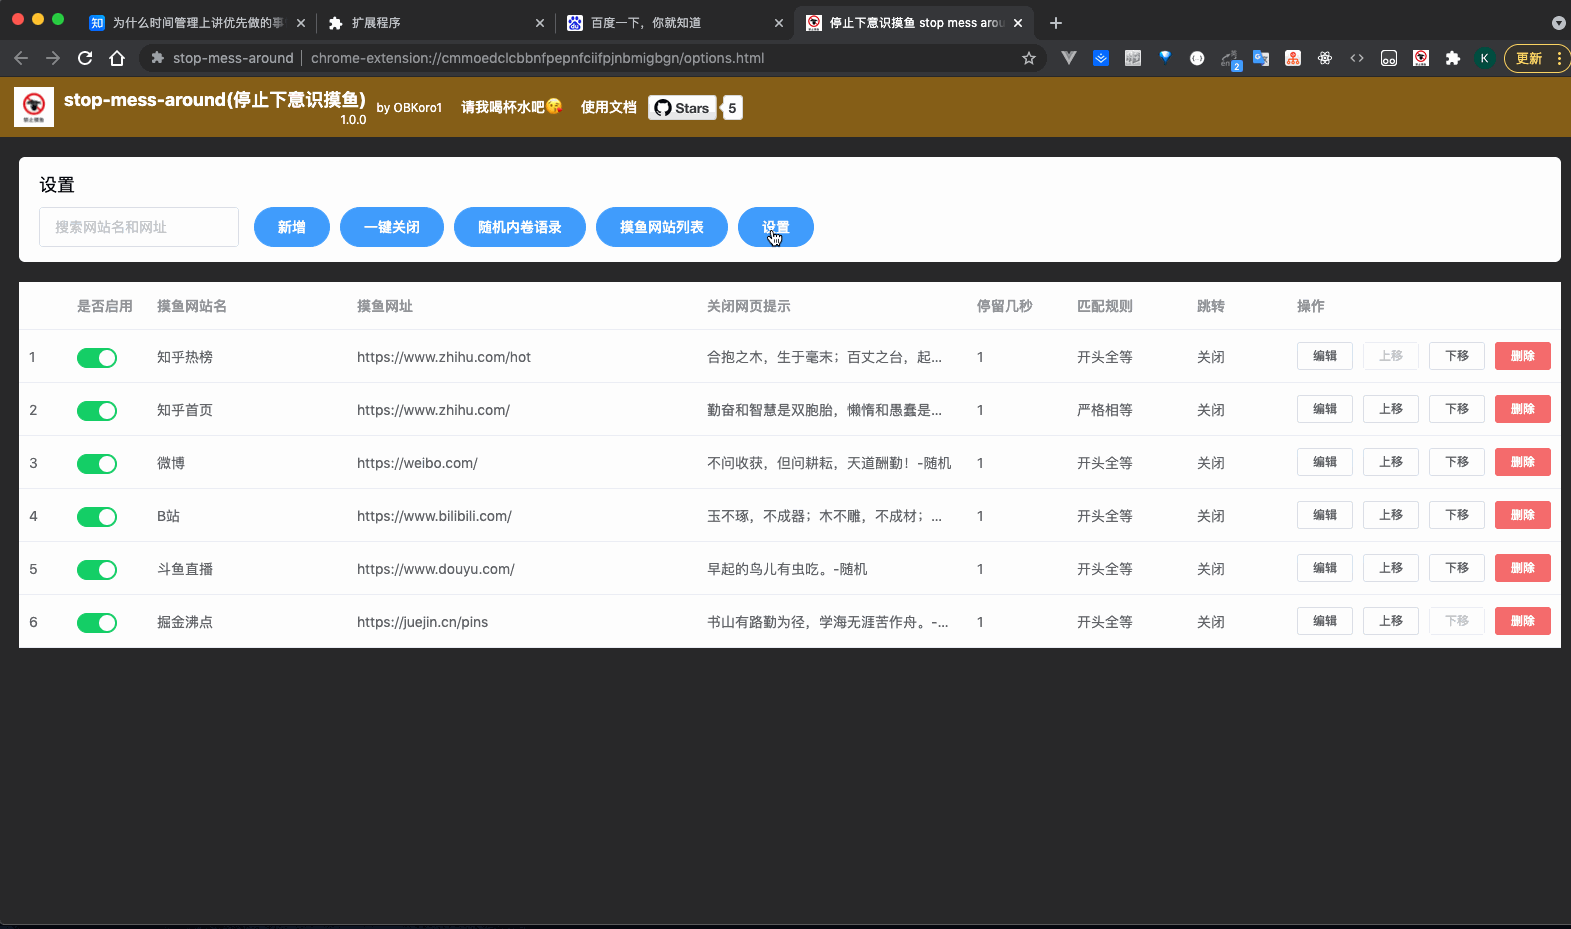 为什么时间管理上讲优先做的事
扩展程序
百度一下，你就知道
停止下意识摸鱼 stop mess arou
stop-mess-around
chrome-extension://cmmoedclcbbnfpepnfciifpjnbmigbgn/options.html
2
K
更新
stop-mess-around(停止下意识摸鱼)
1.0.0
by OBKoro1
请我喝杯水吧😘
使用文档
Stars
5
设置
搜索网站名和网址
新增
一键关闭
随机内卷语录
摸鱼网站列表
设置
是否启用 摸鱼网站名 摸鱼网址 关闭网页提示 停留几秒 匹配规则 跳转 操作
1 知乎热榜 https://www.zhihu.com/hot 合抱之木，生于毫末；百丈之台，起... 1 开头全等 关闭 编辑 上移 下移 删除
2 知乎首页 https://www.zhihu.com/ 勤奋和智慧是双胞胎，懒惰和愚蠢是... 1 严格相等 关闭 编辑 上移 下移 删除
3 微博 https://weibo.com/ 不问收获，但问耕耘，天道酬勤！-随机 1 开头全等 关闭 编辑 上移 下移 删除
4 B站 https://www.bilibili.com/ 玉不琢，不成器；木不雕，不成材；... 1 开头全等 关闭 编辑 上移 下移 删除
5 斗鱼直播 https://www.douyu.com/ 早起的鸟儿有虫吃。-随机 1 开头全等 关闭 编辑 上移 下移 删除
6 掘金沸点 https://juejin.cn/pins 书山有路勤为径，学海无涯苦作舟。-... 1 开头全等 关闭 编辑 上移 下移 删除